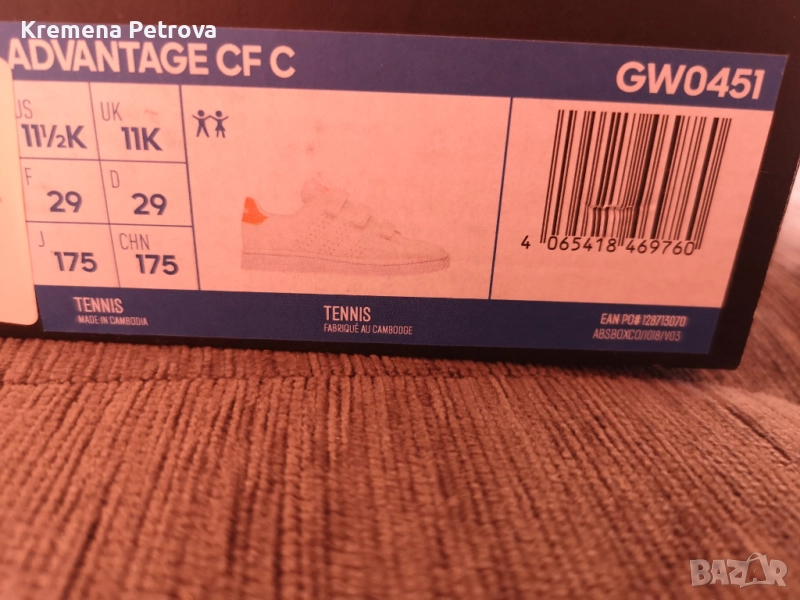 Kremena Petrova
ADVANTAGE CF C
GW0451
US
11½K
UK
11K
F
29
D
29
J
175
CHN
175
4 065418 469760
TENNIS
MADE IN CAMBODIA
TENNIS
FABRIQUÉ AU CAMBODGE
EAN PO# 128713070
ABSBOXCO/1018/V03
BAZAR